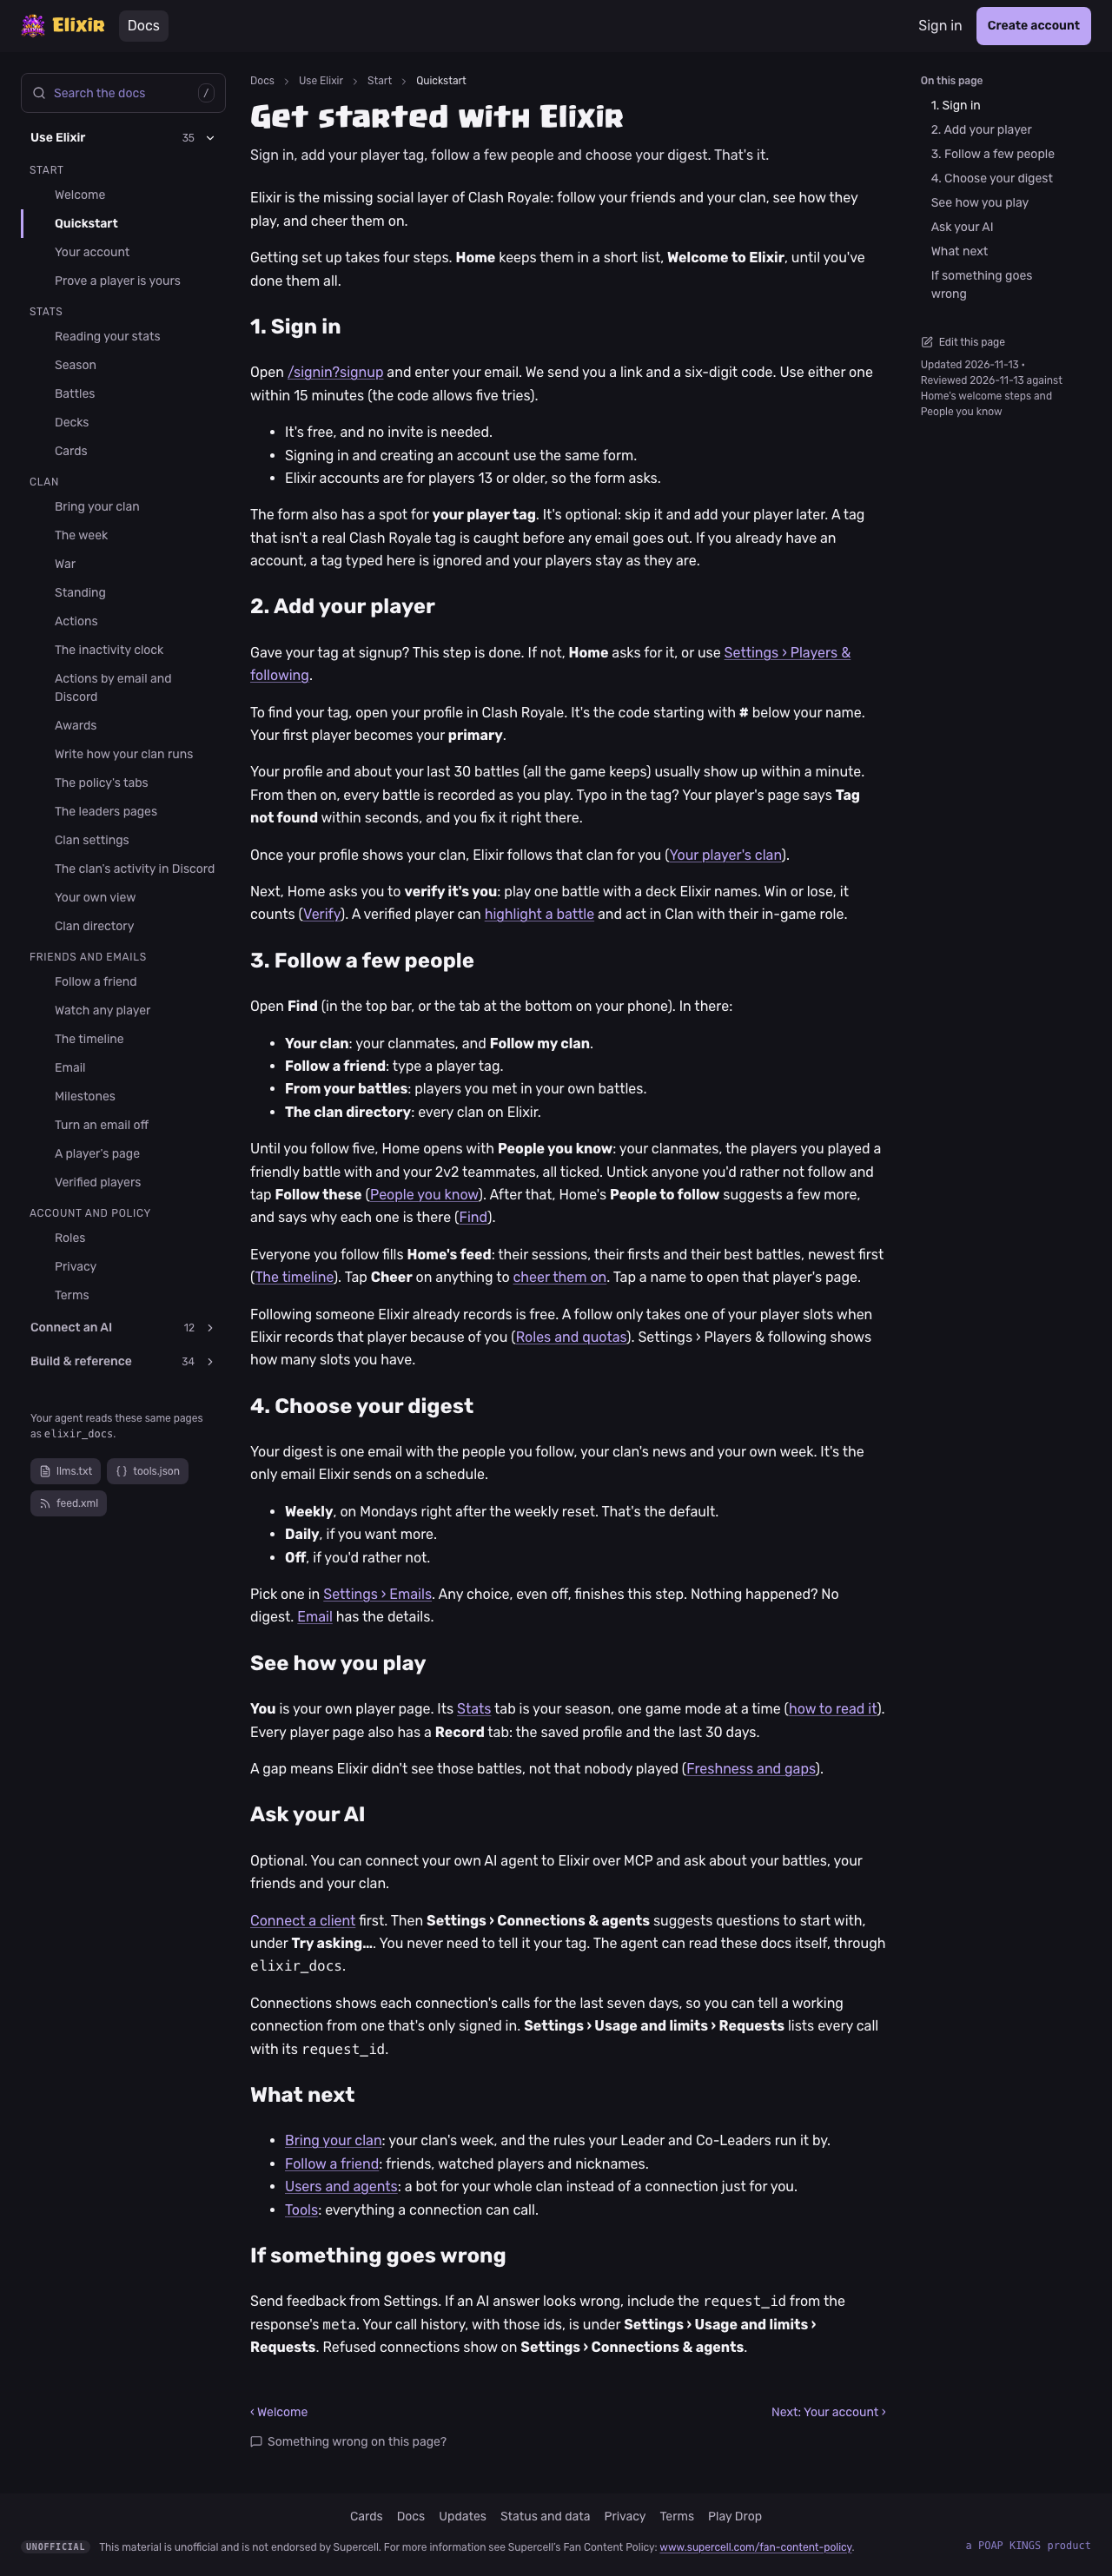 Elixir
Docs
Sign in
Create account
Search the docs
/
Use Elixir
35
START
Welcome
Quickstart
Your account
Prove a player is yours
STATS
Reading your stats
Season
Battles
Decks
Cards
CLAN
Bring your clan
The week
War
Standing
Actions
The inactivity clock
Actions by email and
Discord
Awards
Write how your clan runs
The policy's tabs
The leaders pages
Clan settings
The clan's activity in Discord
Your own view
Clan directory
FRIENDS AND EMAILS
Follow a friend
Watch any player
The timeline
Email
Milestones
Turn an email off
A player's page
Verified players
ACCOUNT AND POLICY
Roles
Privacy
Terms
Connect an AI
12
Build & reference
34
Your agent reads these same pages
as elixir_docs.
llms.txt
{ } tools.json
feed.xml
Docs › Use Elixir › Start › Quickstart
Get started with Elixir
Sign in, add your player tag, follow a few people and choose your digest. That's it.
Elixir is the missing social layer of Clash Royale: follow your friends and your clan, see how they
play, and cheer them on.
Getting set up takes four steps. Home keeps them in a short list, Welcome to Elixir, until you've
done them all.
1. Sign in
Open /signin?signup and enter your email. We send you a link and a six-digit code. Use either one
within 15 minutes (the code allows five tries).
• It's free, and no invite is needed.
• Signing in and creating an account use the same form.
• Elixir accounts are for players 13 or older, so the form asks.
The form also has a spot for your player tag. It's optional: skip it and add your player later. A tag
that isn't a real Clash Royale tag is caught before any email goes out. If you already have an
account, a tag typed here is ignored and your players stay as they are.
2. Add your player
Gave your tag at signup? This step is done. If not, Home asks for it, or use Settings › Players &
following.
To find your tag, open your profile in Clash Royale. It's the code starting with # below your name.
Your first player becomes your primary.
Your profile and about your last 30 battles (all the game keeps) usually show up within a minute.
From then on, every battle is recorded as you play. Typo in the tag? Your player's page says Tag
not found within seconds, and you fix it right there.
Once your profile shows your clan, Elixir follows that clan for you (Your player's clan).
Next, Home asks you to verify it's you: play one battle with a deck Elixir names. Win or lose, it
counts (Verify). A verified player can highlight a battle and act in Clan with their in-game role.
3. Follow a few people
Open Find (in the top bar, or the tab at the bottom on your phone). In there:
• Your clan: your clanmates, and Follow my clan.
• Follow a friend: type a player tag.
• From your battles: players you met in your own battles.
• The clan directory: every clan on Elixir.
Until you follow five, Home opens with People you know: your clanmates, the players you played a
friendly battle with and your 2v2 teammates, all ticked. Untick anyone you'd rather not follow and
tap Follow these (People you know). After that, Home's People to follow suggests a few more,
and says why each one is there (Find).
Everyone you follow fills Home's feed: their sessions, their firsts and their best battles, newest first
(The timeline). Tap Cheer on anything to cheer them on. Tap a name to open that player's page.
Following someone Elixir already records is free. A follow only takes one of your player slots when
Elixir records that player because of you (Roles and quotas). Settings › Players & following shows
how many slots you have.
4. Choose your digest
Your digest is one email with the people you follow, your clan's news and your own week. It's the
only email Elixir sends on a schedule.
• Weekly, on Mondays right after the weekly reset. That's the default.
• Daily, if you want more.
• Off, if you'd rather not.
Pick one in Settings › Emails. Any choice, even off, finishes this step. Nothing happened? No
digest. Email has the details.
See how you play
You is your own player page. Its Stats tab is your season, one game mode at a time (how to read it).
Every player page also has a Record tab: the saved profile and the last 30 days.
A gap means Elixir didn't see those battles, not that nobody played (Freshness and gaps).
Ask your AI
Optional. You can connect your own AI agent to Elixir over MCP and ask about your battles, your
friends and your clan.
Connect a client first. Then Settings › Connections & agents suggests questions to start with,
under Try asking…. You never need to tell it your tag. The agent can read these docs itself, through
elixir_docs.
Connections shows each connection's calls for the last seven days, so you can tell a working
connection from one that's only signed in. Settings › Usage and limits › Requests lists every call
with its request_id.
What next
• Bring your clan: your clan's week, and the rules your Leader and Co-Leaders run it by.
• Follow a friend: friends, watched players and nicknames.
• Users and agents: a bot for your whole clan instead of a connection just for you.
• Tools: everything a connection can call.
If something goes wrong
Send feedback from Settings. If an AI answer looks wrong, include the request_id from the
response's meta. Your call history, with those ids, is under Settings › Usage and limits ›
Requests. Refused connections show on Settings › Connections & agents.
‹ Welcome
Next: Your account ›
Something wrong on this page?
On this page
1. Sign in
2. Add your player
3. Follow a few people
4. Choose your digest
See how you play
Ask your AI
What next
If something goes
wrong
Edit this page
Updated 2026-11-13 •
Reviewed 2026-11-13 against
Home's welcome steps and
People you know
Cards Docs Updates Status and data Privacy Terms Play Drop
UNOFFICIAL This material is unofficial and is not endorsed by Supercell. For more information see Supercell's Fan Content Policy: www.supercell.com/fan-content-policy.
a POAP KINGS product